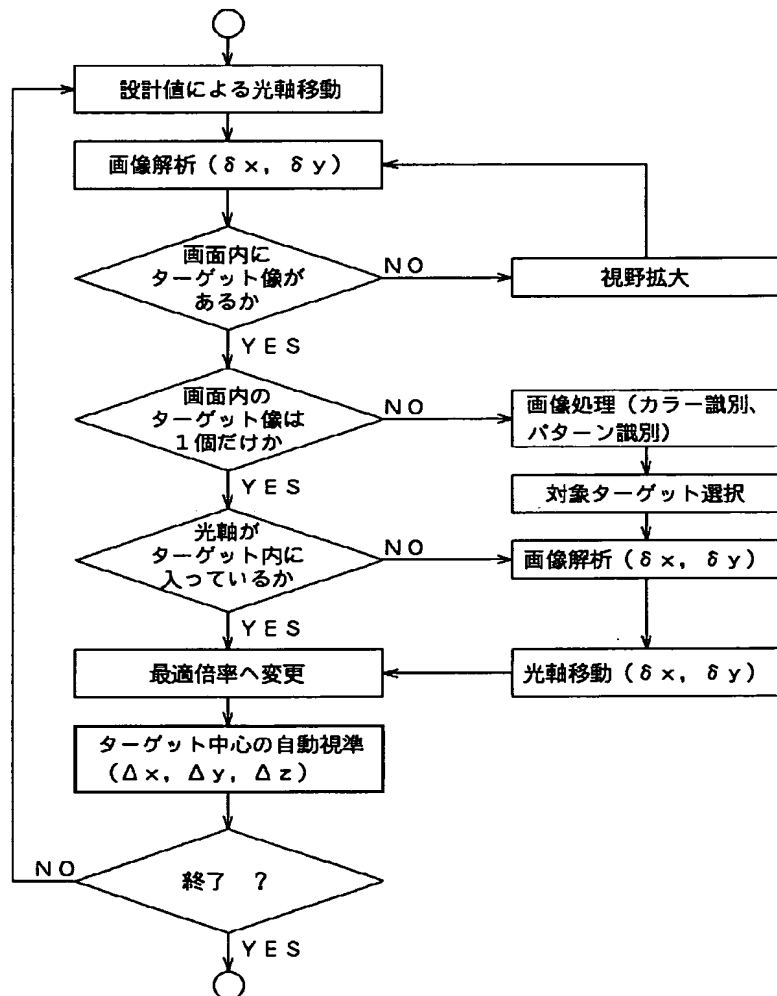 設計値による光軸移動
画像解析（δx，δy）
画面内に
ターゲット像が
あるか
NO
視野拡大
YES
画面内の
ターゲット像は
1個だけか
NO
画像処理（カラー識別、
パターン識別）
YES
対象ターゲット選択
光軸が
ターゲット内に
入っているか
NO
画像解析（δx，δy）
YES
最適倍率へ変更
光軸移動（δx，δy）
ターゲット中心の自動視準
（Δx，Δy，Δz）
NO
終了　？
YES